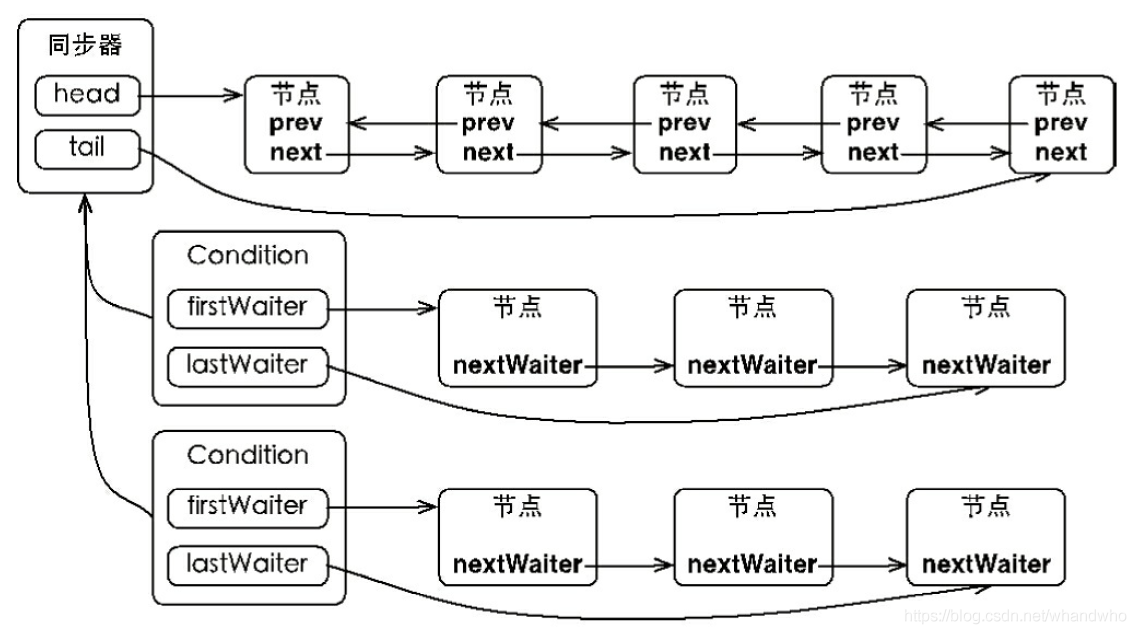 同步器
head
tail
节点
prev
next
节点
prev
next
节点
prev
next
节点
prev
next
节点
prev
next
Condition
firstWaiter
lastWaiter
节点
nextWaiter
节点
nextWaiter
节点
nextWaiter
Condition
firstWaiter
lastWaiter
节点
nextWaiter
节点
nextWaiter
节点
nextWaiter
https://blog.csdn.net/whandwho